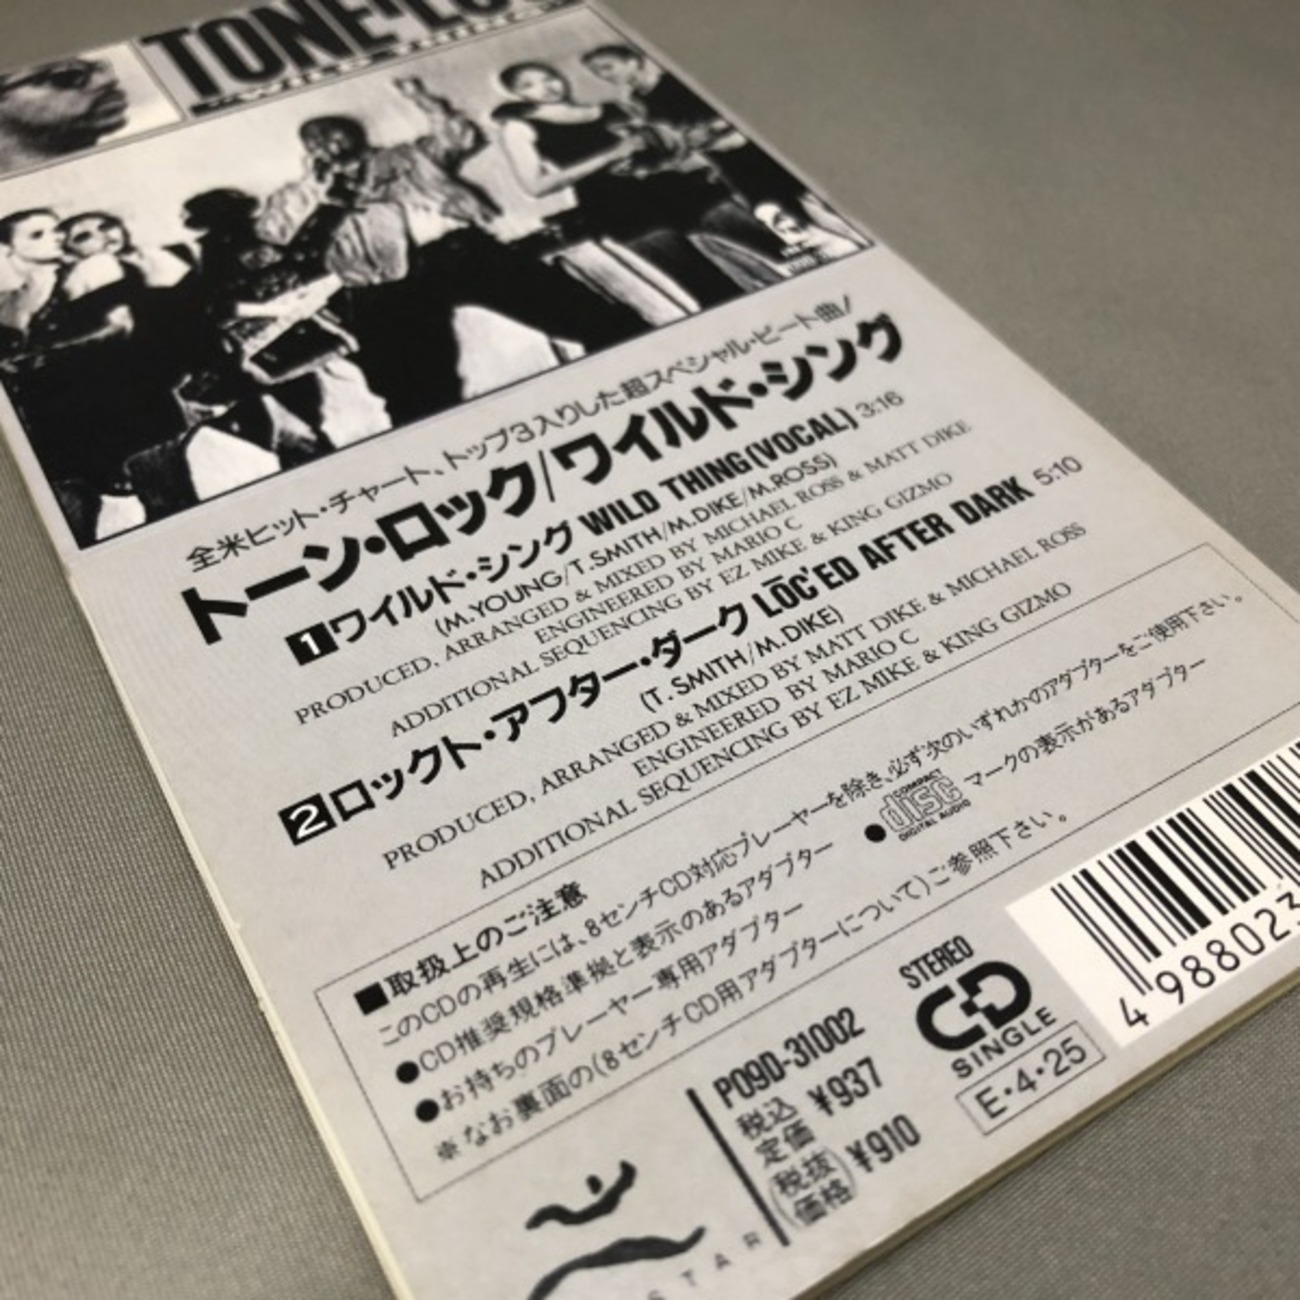 TONE-LŌC
全米ヒット・チャート、トップ3入りした超スペシャル・ビート曲!
トーン・ロック/ワイルド・シング
1 ワイルド・シング WILD THING (VOCAL) 3:16
(M.YOUNG/T.SMITH/M.DIKE/M.ROSS)
PRODUCED, ARRANGED & MIXED BY MICHAEL ROSS & MATT DIKE
ENGINEERED BY MARIO C
ADDITIONAL SEQUENCING BY EZ MIKE & KING GIZMO
2 ロックト・アフター・ダーク LŌC'ED AFTER DARK 5:10
(T. SMITH/M.DIKE)
PRODUCED, ARRANGED & MIXED BY MATT DIKE & MICHAEL ROSS
ENGINEERED BY MARIO C
ADDITIONAL SEQUENCING BY EZ MIKE & KING GIZMO
■取扱上のご注意
このCDの再生には、8センチCD対応プレーヤーを除き、必ず次のいずれかのアダプターをご使用下さい。
●CD推奨規格準拠と表示のあるアダプター ●COMPACT disc DIGITAL AUDIO マークの表示があるアダプター
●お持ちのプレーヤー専用アダプター
※なお裏面の(8センチCD用アダプターについて)ご参照下さい。
P09D-31002
税込定価 ¥937
(税抜価格) ¥910
STEREO
CD
SINGLE
E・4・25
4 988023
STAR